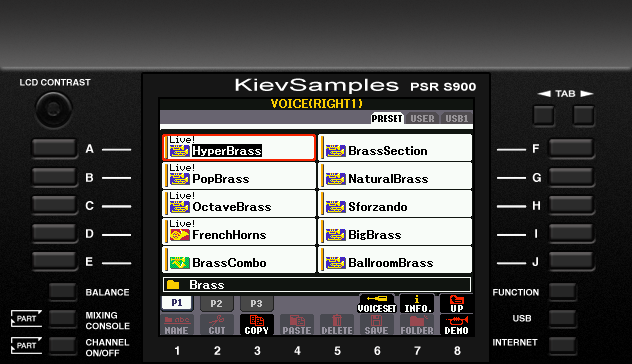 LCD CONTRAST
KievSamples PSR S900
TAB
VOICE(RIGHT1)
PRESET USER USB1
A
Live!
HyperBrass
BrassSection
F
B
PopBrass
NaturalBrass
G
C
Live!
OctaveBrass
Sforzando
H
D
Live!
FrenchHorns
BigBrass
I
E
BrassCombo
BallroomBrass
J
Brass
BALANCE
P1 P2 P3
VOICESET INFO. UP
FUNCTION
PART
MIXING
CONSOLE
NAME CUT COPY PASTE DELETE SAVE FOLDER DEMO
USB
PART
CHANNEL
ON/OFF
1 2 3 4 5 6 7 8
INTERNET